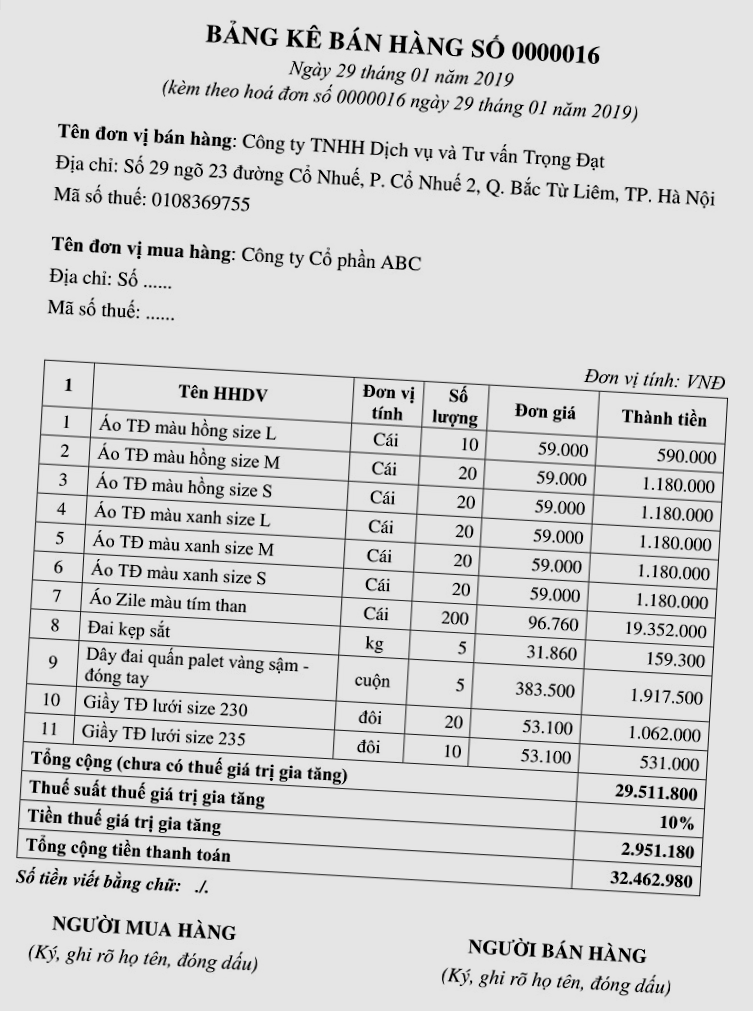 BẢNG KÊ BÁN HÀNG SỐ 0000016
Ngày 29 tháng 01 năm 2019
(kèm theo hoá đơn số 0000016 ngày 29 tháng 01 năm 2019)
Tên đơn vị bán hàng: Công ty TNHH Dịch vụ và Tư vấn Trọng Đạt
Địa chỉ: Số 29 ngõ 23 đường Cổ Nhuế, P. Cổ Nhuế 2, Q. Bắc Từ Liêm, TP. Hà Nội
Mã số thuế: 0108369755
Tên đơn vị mua hàng: Công ty Cổ phần ABC
Địa chỉ: Số ......
Mã số thuế: ......
Đơn vị tính: VNĐ
1 Tên HHDV Đơn vị tính Số lượng Đơn giá Thành tiền
1 Áo TĐ màu hồng size L Cái 10 59.000 590.000
2 Áo TĐ màu hồng size M Cái 20 59.000 1.180.000
3 Áo TĐ màu hồng size S Cái 20 59.000 1.180.000
4 Áo TĐ màu xanh size L Cái 20 59.000 1.180.000
5 Áo TĐ màu xanh size M Cái 20 59.000 1.180.000
6 Áo TĐ màu xanh size S Cái 20 59.000 1.180.000
7 Áo Zile màu tím than Cái 200 96.760 19.352.000
8 Đai kẹp sắt kg 5 31.860 159.300
9 Dây đai quấn palet vàng sậm - đóng tay cuộn 5 383.500 1.917.500
10 Giầy TĐ lưới size 230 đôi 20 53.100 1.062.000
11 Giầy TĐ lưới size 235 đôi 10 53.100 531.000
Tổng cộng (chưa có thuế giá trị gia tăng) 29.511.800
Thuế suất thuế giá trị gia tăng 10%
Tiền thuế giá trị gia tăng 2.951.180
Tổng cộng tiền thanh toán 32.462.980
Số tiền viết bằng chữ: ./.
NGƯỜI MUA HÀNG
(Ký, ghi rõ họ tên, đóng dấu)
NGƯỜI BÁN HÀNG
(Ký, ghi rõ họ tên, đóng dấu)